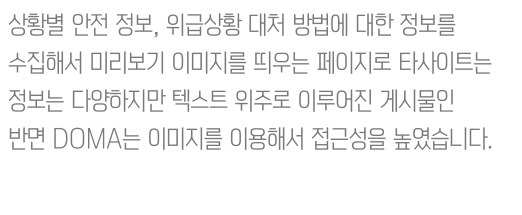 상황별 안전 정보, 위급상황 대처 방법에 대한 정보를
수집해서 미리보기 이미지를 띄우는 페이지로 타사이트는
정보는 다양하지만 텍스트 위주로 이루어진 게시물인
반면 DOMA는 이미지를 이용해서 접근성을 높였습니다.